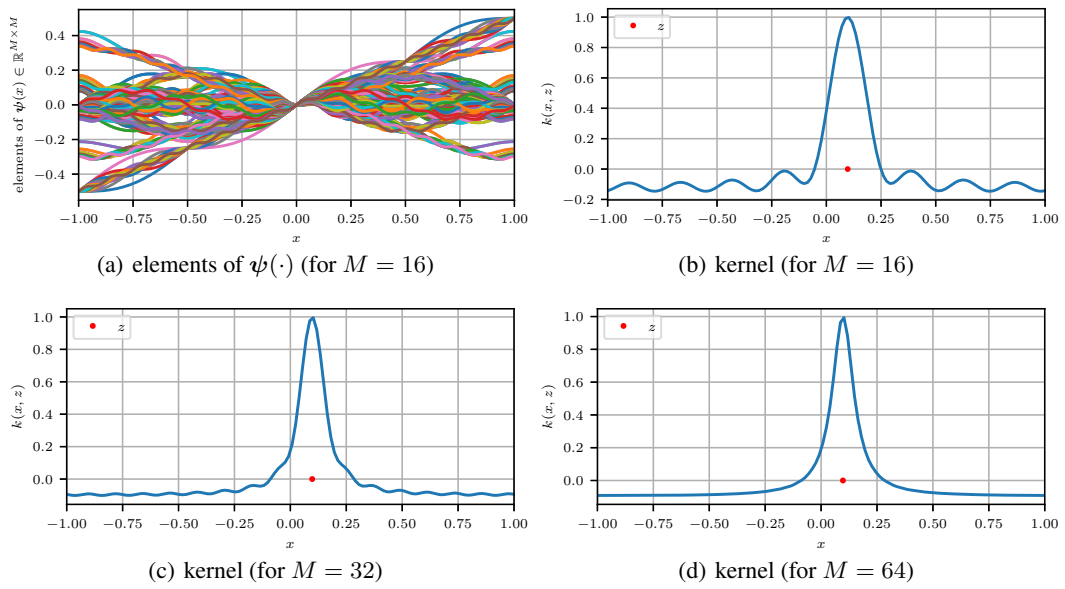 elements of ψ(x) ∈ ℝ^{M×M}
0.4
0.2
0.0
−0.2
−0.4
−1.00 −0.75 −0.50 −0.25 0.00 0.25 0.50 0.75 1.00
x
(a) elements of ψ(·) (for M = 16)
z
k(x, z)
1.0
0.8
0.6
0.4
0.2
0.0
−0.2
−1.00 −0.75 −0.50 −0.25 0.00 0.25 0.50 0.75 1.00
x
(b) kernel (for M = 16)
z
k(x, z)
1.0
0.8
0.6
0.4
0.2
0.0
−1.00 −0.75 −0.50 −0.25 0.00 0.25 0.50 0.75 1.00
x
(c) kernel (for M = 32)
z
k(x, z)
1.0
0.8
0.6
0.4
0.2
0.0
−1.00 −0.75 −0.50 −0.25 0.00 0.25 0.50 0.75 1.00
x
(d) kernel (for M = 64)